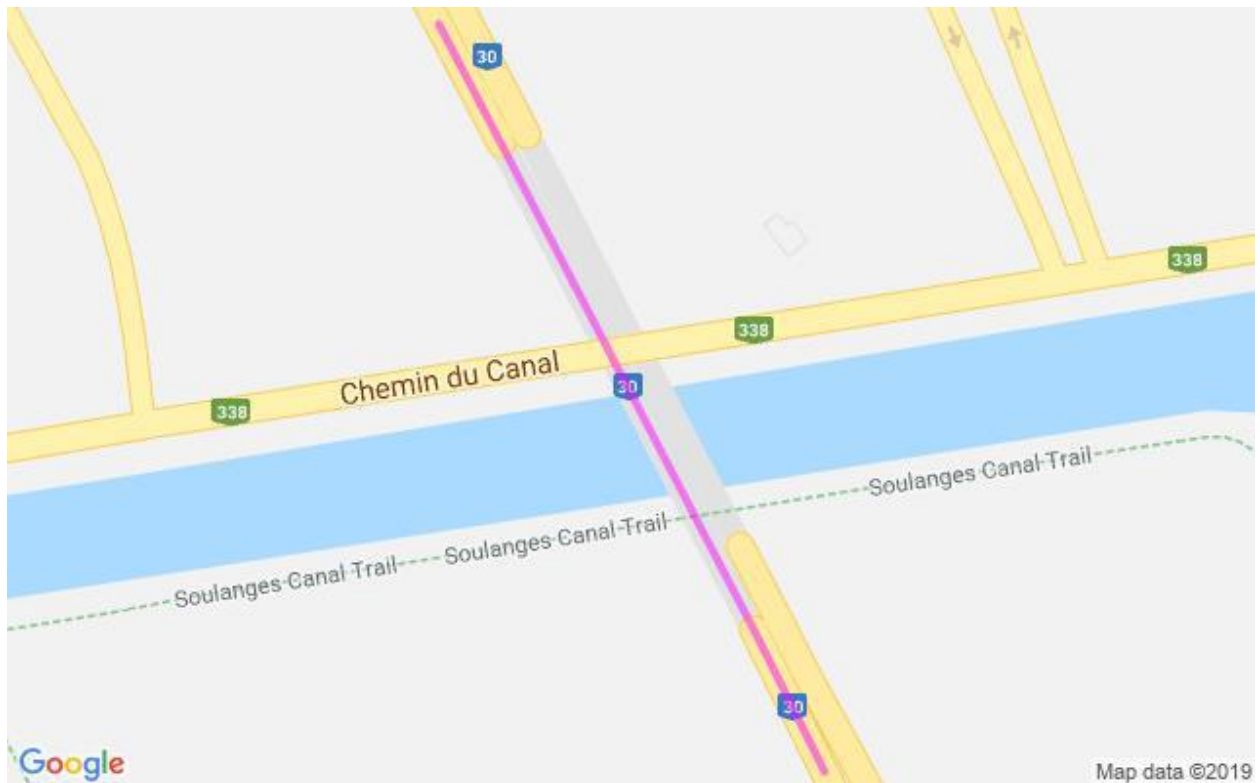 30
338
338
Chemin du Canal
30
338
Soulanges Canal Trail
Soulanges Canal Trail
Soulanges Canal Trail
30
Google
Map data ©2019